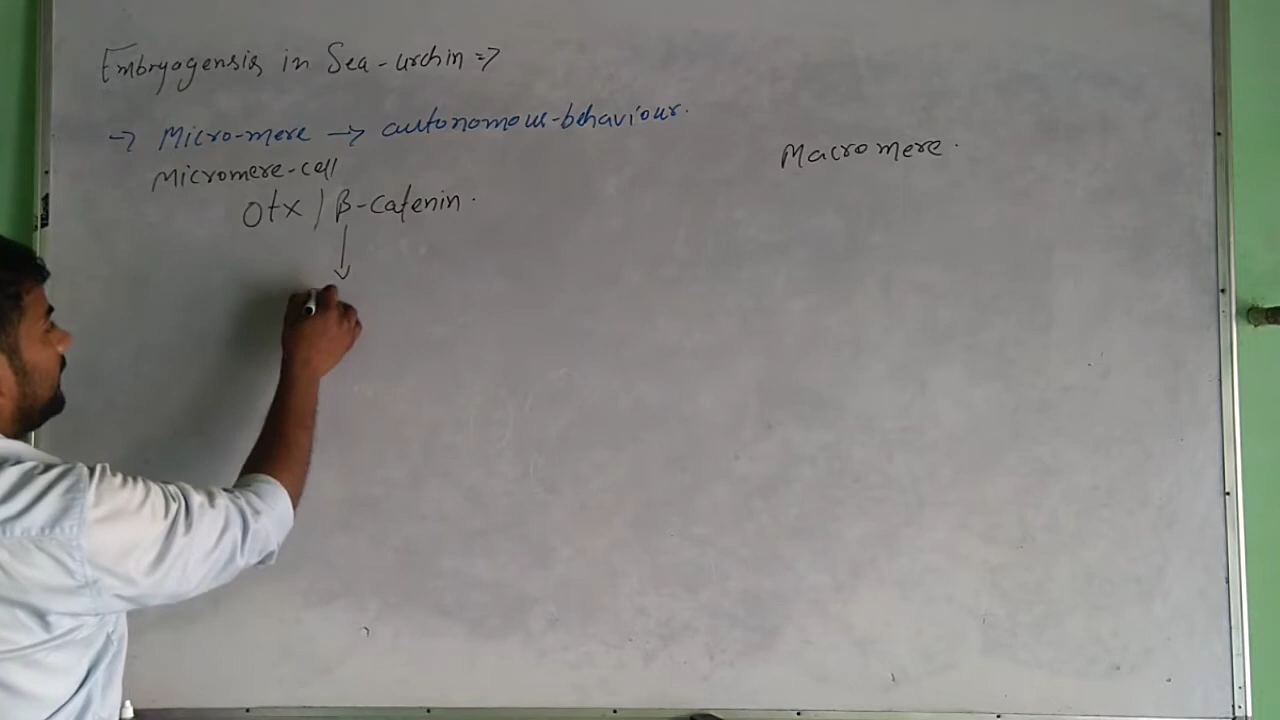 Embryogensis in Sea-urchin =>
-> Micro-mere -> autonomous-behaviour.
Micromere-cell
Otx / β-catenin.
Macromere.